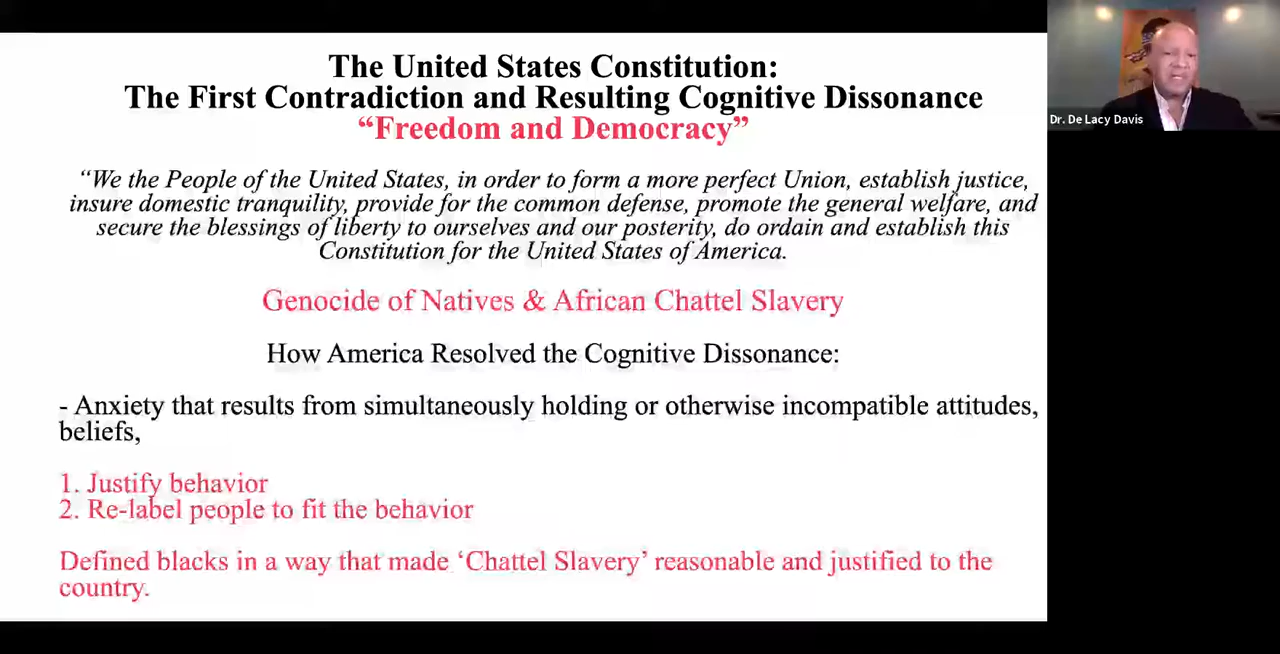 The United States Constitution:
The First Contradiction and Resulting Cognitive Dissonance
“Freedom and Democracy”
“We the People of the United States, in order to form a more perfect Union, establish justice,
insure domestic tranquility, provide for the common defense, promote the general welfare, and
secure the blessings of liberty to ourselves and our posterity, do ordain and establish this
Constitution for the United States of America.
Genocide of Natives & African Chattel Slavery
How America Resolved the Cognitive Dissonance:
- Anxiety that results from simultaneously holding or otherwise incompatible attitudes,
beliefs,
1. Justify behavior
2. Re-label people to fit the behavior
Defined blacks in a way that made ‘Chattel Slavery’ reasonable and justified to the
country.
Dr. De Lacy Davis